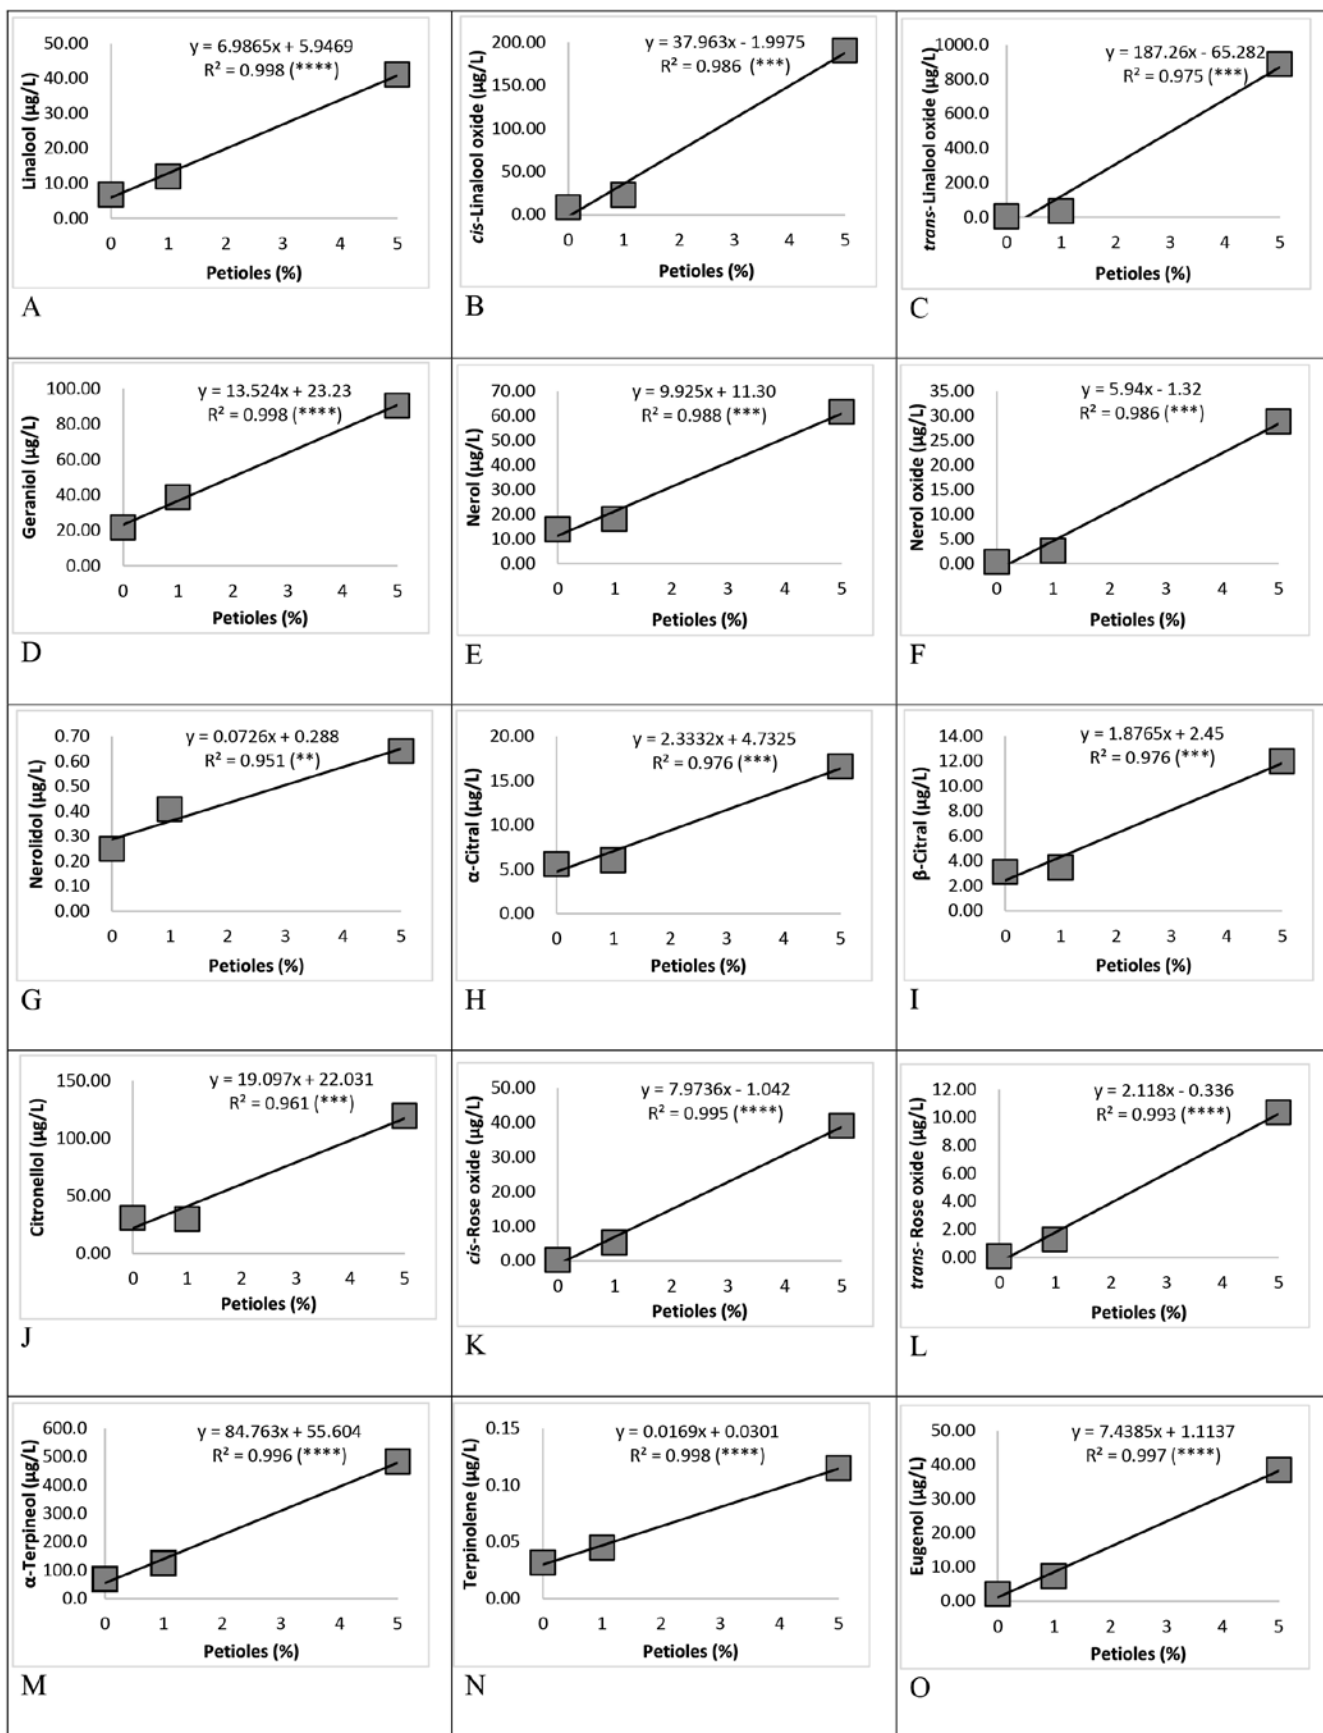 y = 6.9865x + 5.9469
R² = 0.998 (****)
Linalool (µg/L)
50.00
40.00
30.00
20.00
10.00
0.00
0 1 2 3 4 5
Petioles (%)
A
y = 37.963x - 1.9975
R² = 0.986 (***)
cis-Linalool oxide (µg/L)
200.00
150.00
100.00
50.00
0.00
0 1 2 3 4 5
Petioles (%)
B
y = 187.26x - 65.282
R² = 0.975 (***)
trans- Linalool oxide (µg/L)
1000.0
800.0
600.0
400.0
200.0
0.0
0 1 2 3 4 5
Petioles (%)
C
y = 13.524x + 23.23
R² = 0.998 (****)
Geraniol (µg/L)
100.00
80.00
60.00
40.00
20.00
0.00
0 1 2 3 4 5
Petioles (%)
D
y = 9.925x + 11.30
R² = 0.988 (***)
Nerol (µg/L)
70.00
60.00
50.00
40.00
30.00
20.00
10.00
0.00
0 1 2 3 4 5
Petioles (%)
E
y = 5.94x - 1.32
R² = 0.986 (***)
Nerol oxide (µg/L)
35.00
30.00
25.00
20.00
15.00
10.00
5.00
0.00
0 1 2 3 4 5
Petioles (%)
F
y = 0.0726x + 0.288
R² = 0.951 (**)
Nerolidol (µg/L)
0.70
0.60
0.50
0.40
0.30
0.20
0.10
0.00
0 1 2 3 4 5
Petioles (%)
G
y = 2.3332x + 4.7325
R² = 0.976 (***)
α-Citral (µg/L)
20.00
15.00
10.00
5.00
0.00
0 1 2 3 4 5
Petioles (%)
H
y = 1.8765x + 2.45
R² = 0.976 (***)
β-Citral (µg/L)
14.00
12.00
10.00
8.00
6.00
4.00
2.00
0.00
0 1 2 3 4 5
Petioles (%)
I
y = 19.097x + 22.031
R² = 0.961 (***)
Citronellol (µg/L)
150.00
100.00
50.00
0.00
0 1 2 3 4 5
Petioles (%)
J
y = 7.9736x - 1.042
R² = 0.995 (****)
cis-Rose oxide (µg/L)
50.00
40.00
30.00
20.00
10.00
0.00
0 1 2 3 4 5
Petioles (%)
K
y = 2.118x - 0.336
R² = 0.993 (****)
trans- Rose oxide (µg/L)
12.00
10.00
8.00
6.00
4.00
2.00
0.00
0 1 2 3 4 5
Petioles (%)
L
y = 84.763x + 55.604
R² = 0.996 (****)
α-Terpineol (µg/L)
600.0
500.0
400.0
300.0
200.0
100.0
0.0
0 1 2 3 4 5
Petioles (%)
M
y = 0.0169x + 0.0301
R² = 0.998 (****)
Terpinolene (µg/L)
0.15
0.10
0.05
0.00
0 1 2 3 4 5
Petioles (%)
N
y = 7.4385x + 1.1137
R² = 0.997 (****)
Eugenol (µg/L)
50.00
40.00
30.00
20.00
10.00
0.00
0 1 2 3 4 5
Petioles (%)
O